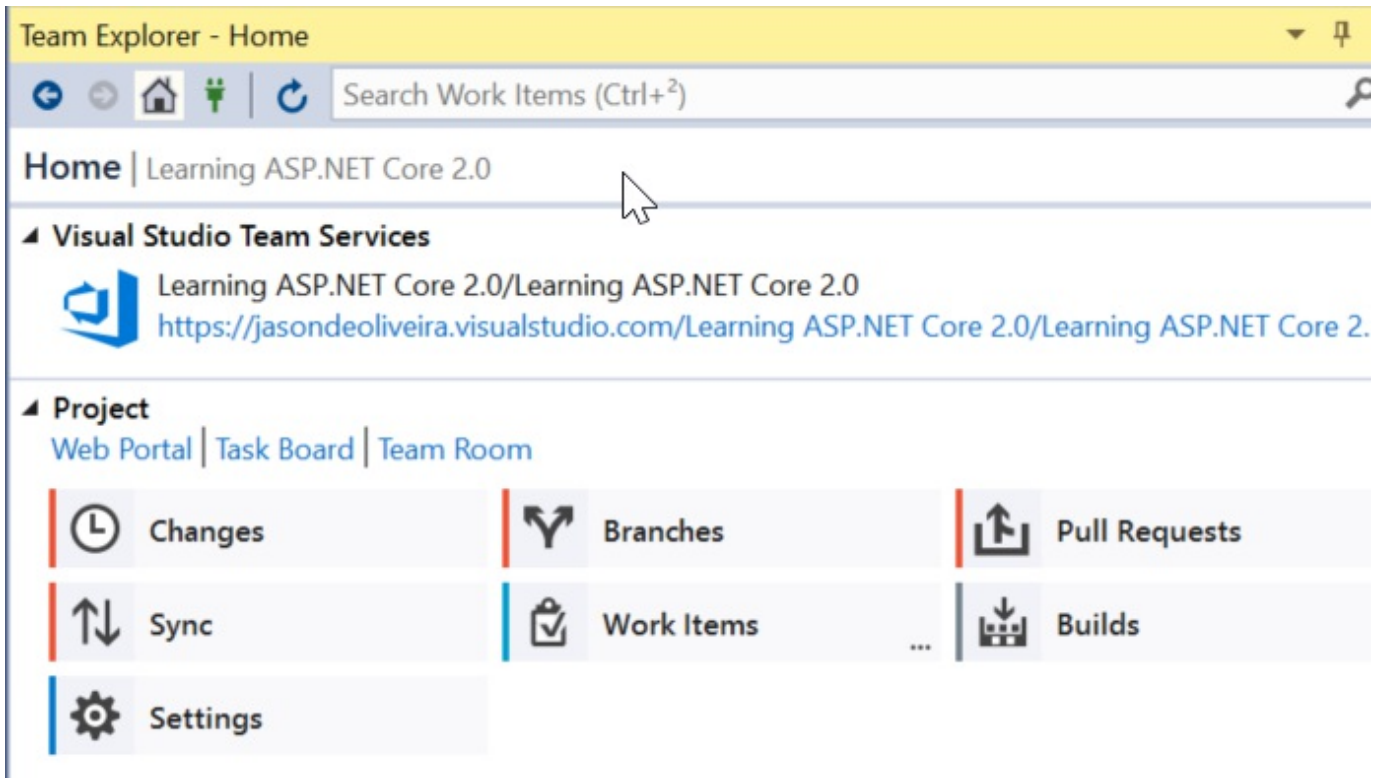 Team Explorer - Home
Search Work Items (Ctrl+²)
Home | Learning ASP.NET Core 2.0
Visual Studio Team Services
Learning ASP.NET Core 2.0/Learning ASP.NET Core 2.0
https://jasondeoliveira.visualstudio.com/Learning ASP.NET Core 2.0/Learning ASP.NET Core 2.
Project
Web Portal | Task Board | Team Room
Changes Branches Pull Requests
Sync Work Items ... Builds
Settings